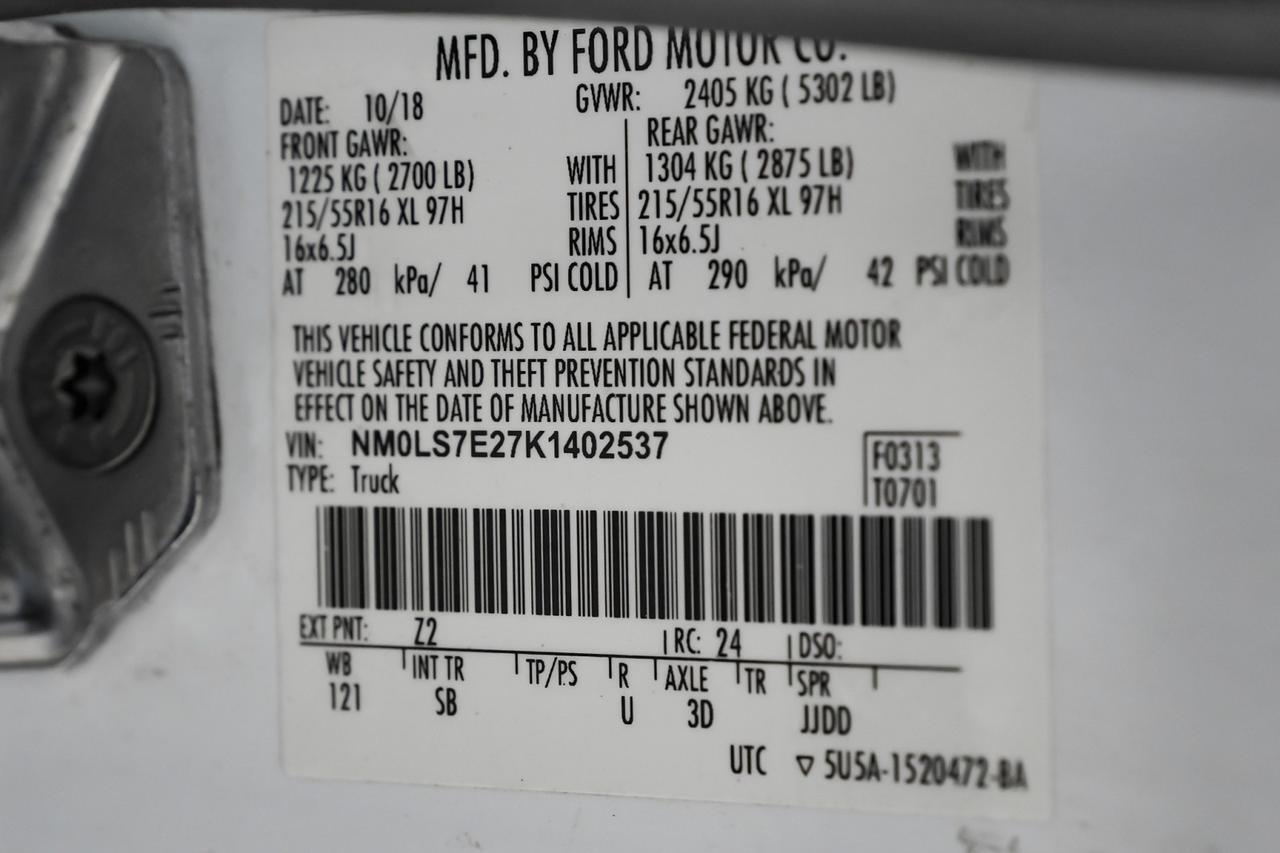 MFD. BY FORD MOTOR CO.
DATE: 10/18 GVWR: 2405 KG ( 5302 LB)
FRONT GAWR: REAR GAWR:
1225 KG ( 2700 LB) WITH 1304 KG ( 2875 LB) WITH
215/55R16 XL 97H TIRES 215/55R16 XL 97H TIRES
16x6.5J RIMS 16x6.5J RIMS
AT 280 kPa/ 41 PSI COLD AT 290 kPa/ 42 PSI COLD
THIS VEHICLE CONFORMS TO ALL APPLICABLE FEDERAL MOTOR
VEHICLE SAFETY AND THEFT PREVENTION STANDARDS IN
EFFECT ON THE DATE OF MANUFACTURE SHOWN ABOVE.
VIN: NM0LS7E27K1402537 F0313
TYPE: Truck T0701
EXT PNT: Z2 RC: 24 DSO:
WB INT TR TP/PS R AXLE TR SPR
121 SB U 3D JJDD
UTC ▽ 5U5A-1520472-BA